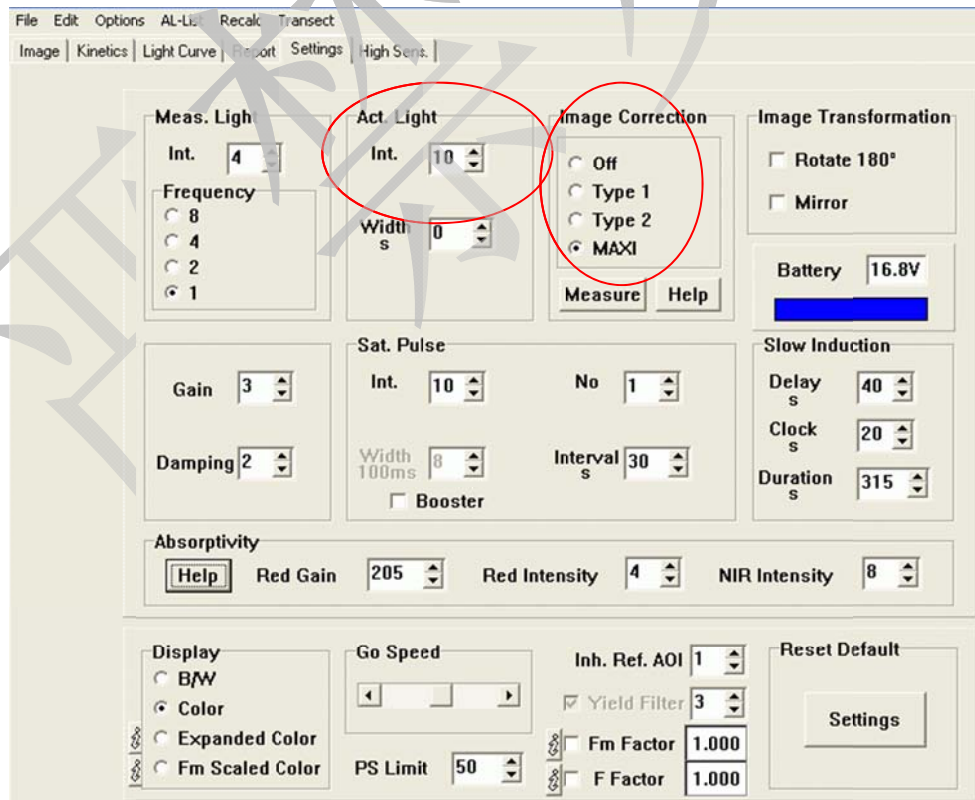 File Edit Options AL-List Recalc Transect
Image Kinetics Light Curve Report Settings High Sens.
Meas. Light
Int. 4
Frequency
8
4
2
1
Act. Light
Int. 10
Width s 0
Image Correction
Off
Type 1
Type 2
MAXI
Measure Help
Image Transformation
Rotate 180°
Mirror
Battery 16.8V
Gain 3
Damping 2
Sat. Pulse
Int. 10 No 1
Width 100ms 8 Interval s 30
Booster
Slow Induction
Delay s 40
Clock s 20
Duration s 315
Absorptivity
Help Red Gain 205 Red Intensity 4 NIR Intensity 8
Display
B/W
Color
Expanded Color
Fm Scaled Color
Go Speed
PS Limit 50
Inh. Ref. AOI 1
Yield Filter 3
Fm Factor 1.000
F Factor 1.000
Reset Default
Settings